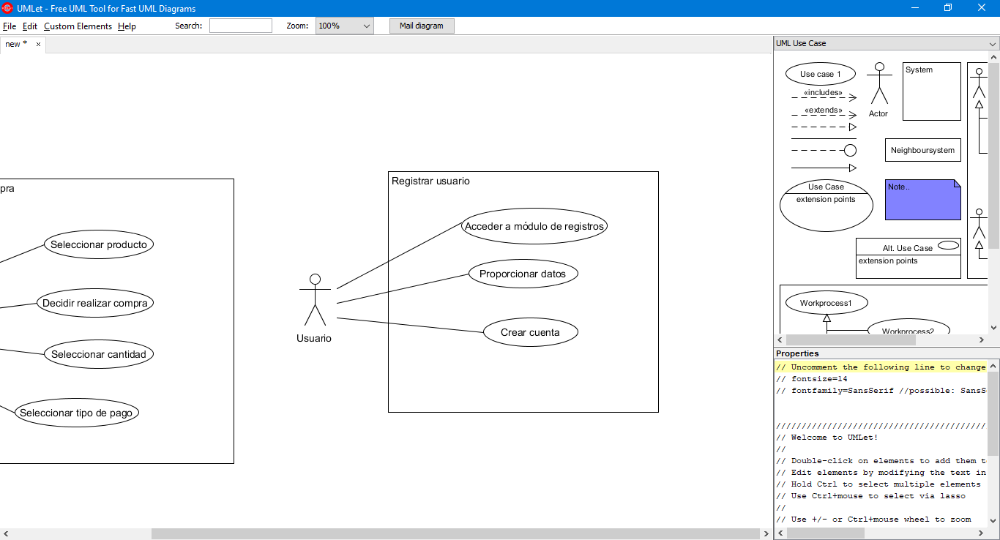 UMLet - Free UML Tool for Fast UML Diagrams
File Edit Custom Elements Help Search: Zoom: 100% Mail diagram
new *
UML Use Case
pra
Seleccionar producto
Decidir realizar compra
Seleccionar cantidad
Seleccionar tipo de pago
Usuario
Registrar usuario
Acceder a módulo de registros
Proporcionar datos
Crear cuenta
Use case 1
«includes»
«extends»
Actor
System
Neighboursystem
Use Case
extension points
Note..
Alt. Use Case
extension points
Workprocess1
Workprocess2
Properties
// Uncomment the following line to change
// fontsize=14
// fontfamily=SansSerif //possible: SansS
/////////////////////////////////////////
// Welcome to UMLet!
//
// Double-click on elements to add them t
// Edit elements by modifying the text in
// Hold Ctrl to select multiple elements
// Use Ctrl+mouse to select via lasso
//
// Use +/- or Ctrl+mouse wheel to zoom